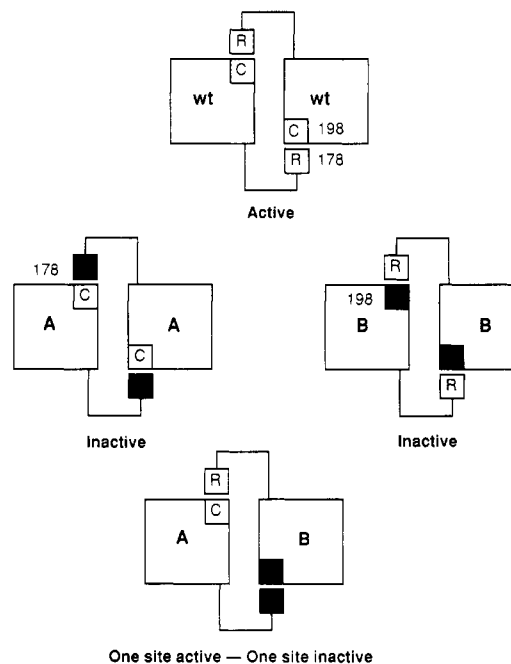 R
C
wt
wt
C 198
R 178
Active
178
C
A
A
C
Inactive
R
198
B
B
R
Inactive
R
C
A
B
One site active — One site inactive